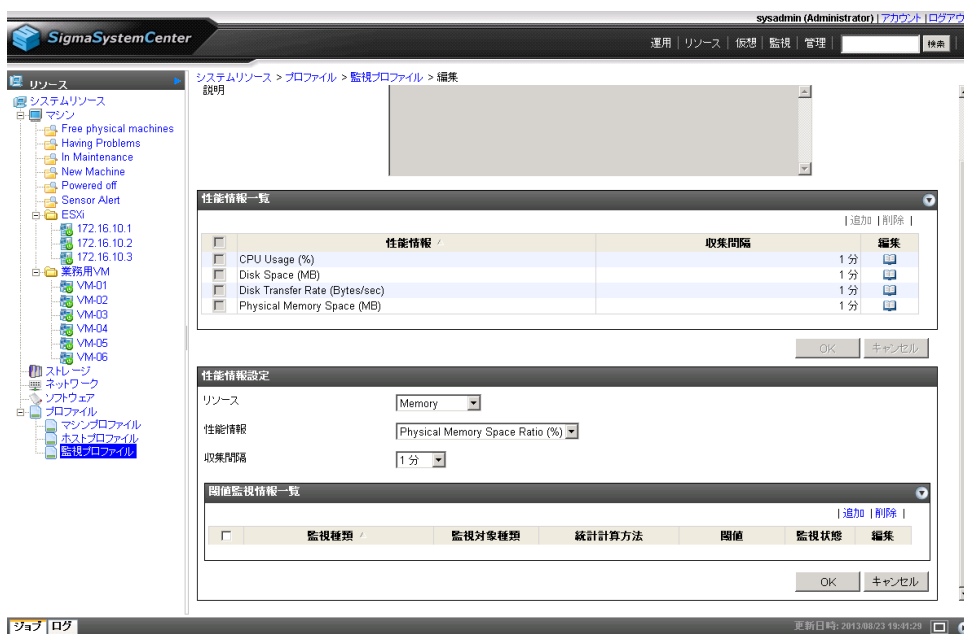 sysadmin (Administrator) | アカウント | ログアウ
SigmaSystemCenter
運用 | リソース | 仮想 | 監視 | 管理 | 検索
リソース
システムリソース
マシン
Free physical machines
Having Problems
In Maintenance
New Machine
Powered off
Sensor Alert
ESXi
172.16.10.1
172.16.10.2
172.16.10.3
業務用VM
VM-01
VM-02
VM-03
VM-04
VM-05
VM-06
ストレージ
ネットワーク
ソフトウェア
プロファイル
マシンプロファイル
ホストプロファイル
監視プロファイル
システムリソース > プロファイル > 監視プロファイル > 編集
説明
性能情報一覧
| 追加 | 削除 |
性能情報 収集間隔 編集
CPU Usage (%) 1 分
Disk Space (MB) 1 分
Disk Transfer Rate (Bytes/sec) 1 分
Physical Memory Space (MB) 1 分
OK キャンセル
性能情報設定
リソース Memory
性能情報 Physical Memory Space Ratio (%)
収集間隔 1 分
閾値監視情報一覧
| 追加 | 削除 |
監視種類 監視対象種類 統計計算方法 閾値 監視状態 編集
OK キャンセル
ジョブ ログ
更新日時: 2013/08/23 19:41:29